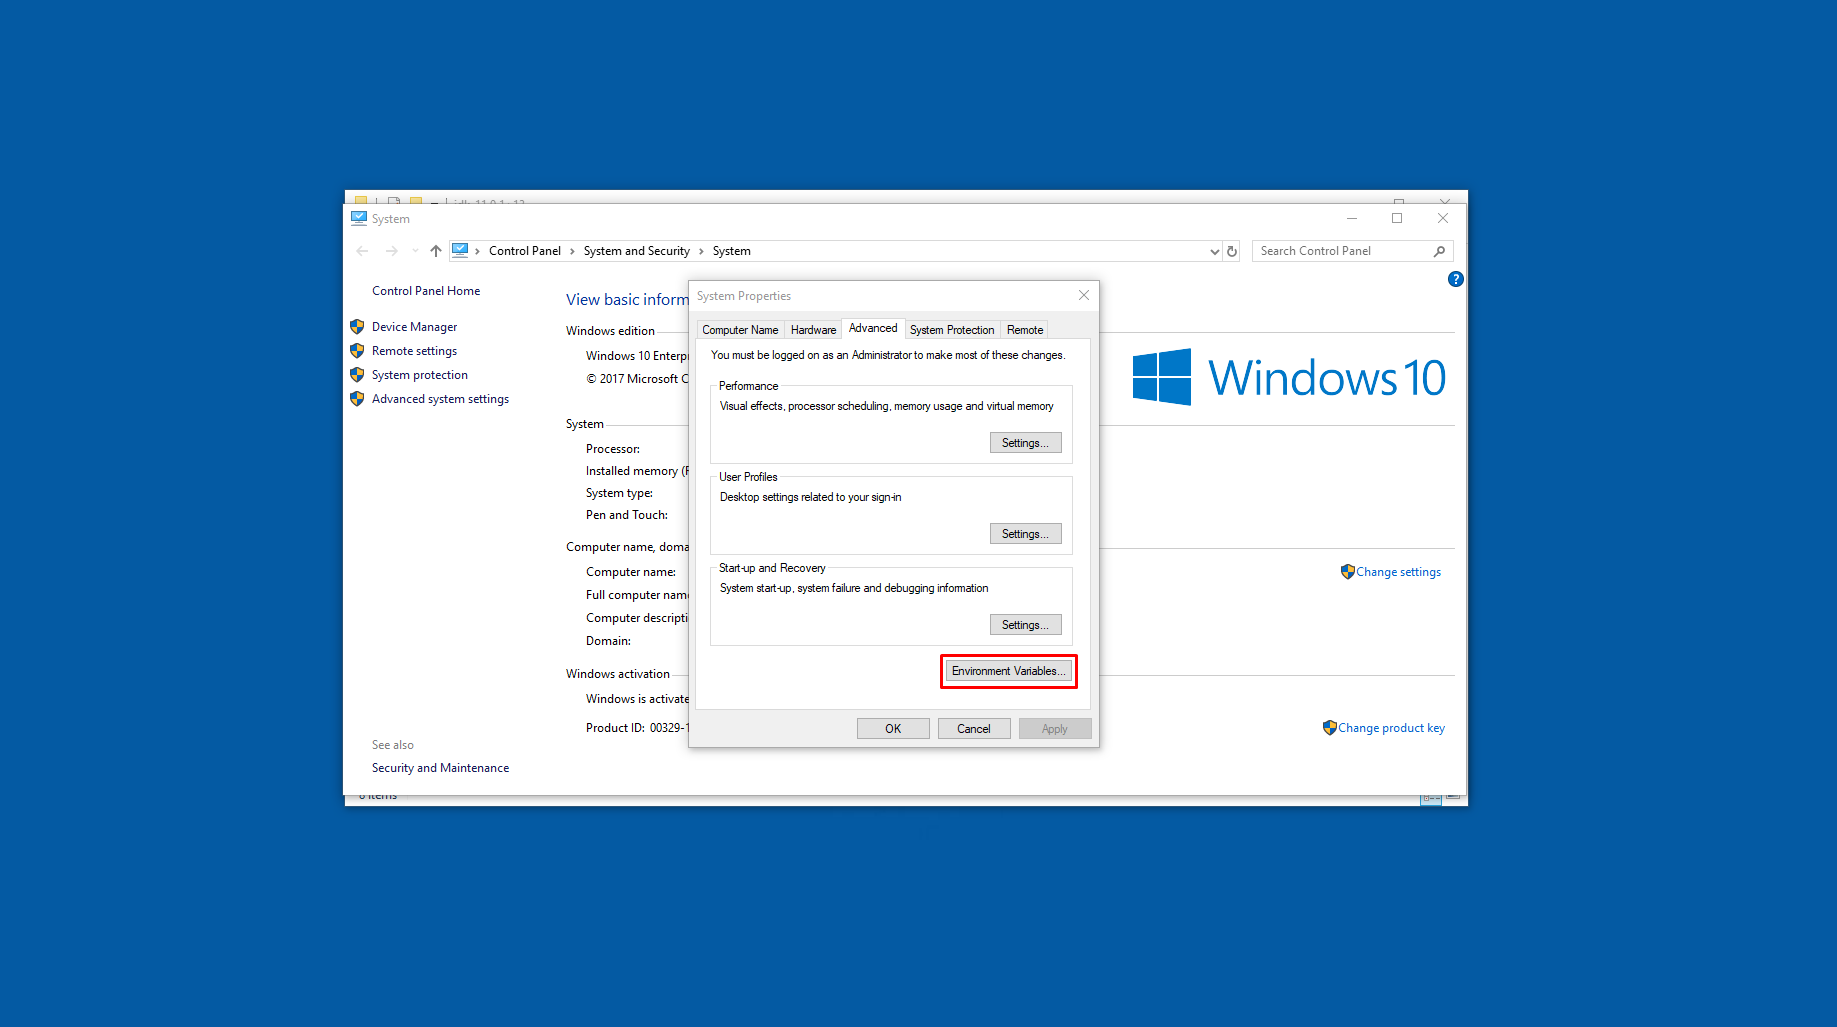 System
Control Panel > System and Security > System
Search Control Panel
Control Panel Home
Device Manager
Remote settings
System protection
Advanced system settings
See also
Security and Maintenance
View basic inform
Windows edition
Windows 10 Enterp
© 2017 Microsoft C
System
Processor:
Installed memory (R
System type:
Pen and Touch:
Computer name, doma
Computer name:
Full computer name
Computer descripti
Domain:
Windows activation
Windows is activate
Product ID: 00329-1
System Properties
Computer Name Hardware Advanced System Protection Remote
You must be logged on as an Administrator to make most of these changes.
Performance
Visual effects, processor scheduling, memory usage and virtual memory
Settings...
User Profiles
Desktop settings related to your sign-in
Settings...
Start-up and Recovery
System start-up, system failure and debugging information
Settings...
Environment Variables...
OK Cancel Apply
Windows 10
Change settings
Change product key
8 items